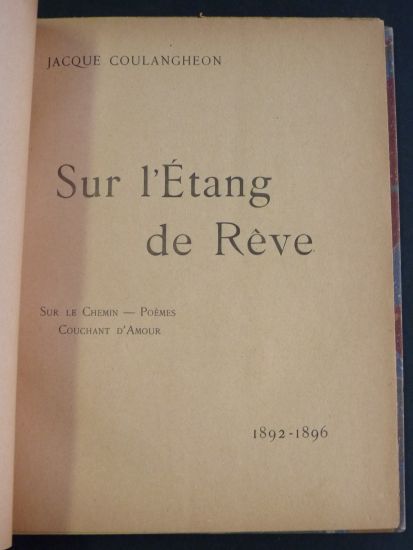 JACQUE COULANGHEON
Sur l'Étang
de Rêve
SUR LE CHEMIN — POÈMES
COUCHANT D'AMOUR
1892-1896